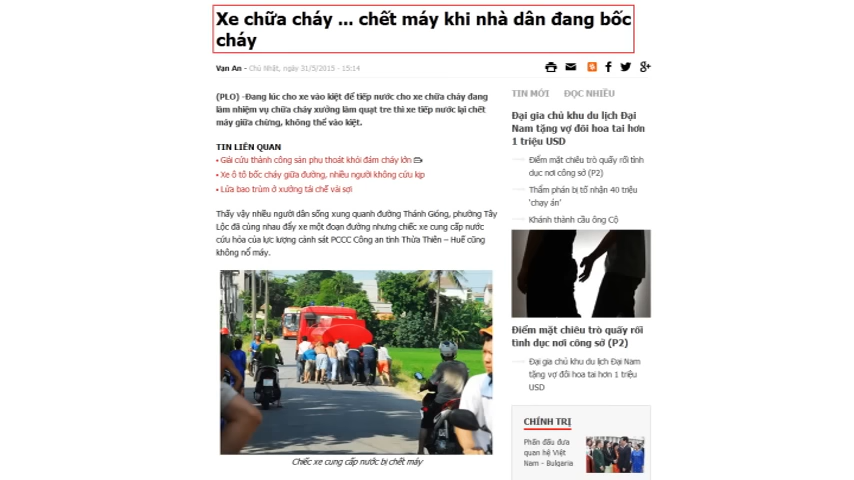 Xe chữa cháy ... chết máy khi nhà dân đang bốc
cháy
Vạn An - Chủ Nhật, ngày 31/5/2015 - 15:14
(PLO) -Đang lúc cho xe vào kiệt để tiếp nước cho xe chữa cháy đang
làm nhiệm vụ chữa cháy xưởng làm quạt tre thì xe tiếp nước lại chết
máy giữa chừng, không thể vào kiệt.
TIN LIÊN QUAN
• Giải cứu thành công sản phụ thoát khỏi đám cháy lớn
• Xe ô tô bốc cháy giữa đường, nhiều người không cứu kịp
• Lửa bao trùm ở xưởng tái chế vải sợi
Thấy vậy nhiều người dân sống xung quanh đường Thánh Gióng, phường Tây
Lộc đã cùng nhau đẩy xe một đoạn đường nhưng chiếc xe cung cấp nước
cứu hỏa của lực lượng cảnh sát PCCC Công an tỉnh Thừa Thiên – Huế cũng
không nổ máy.
Chiếc xe cung cấp nước bị chết máy
TIN MỚI ĐỌC NHIỀU
Đại gia chủ khu du lịch Đại
Nam tặng vợ đôi hoa tai hơn
1 triệu USD
Điểm mặt chiêu trò quấy rối tình
dục nơi công sở (P2)
Thẩm phán bị tố nhận 40 triệu
'chạy án'
Khánh thành cầu ông Cộ
Điểm mặt chiêu trò quấy rối
tình dục nơi công sở (P2)
Đại gia chủ khu du lịch Đại Nam
tặng vợ đôi hoa tai hơn 1 triệu
USD
CHÍNH TRỊ
Phấn đấu đưa
quan hệ Việt
Nam - Bulgaria